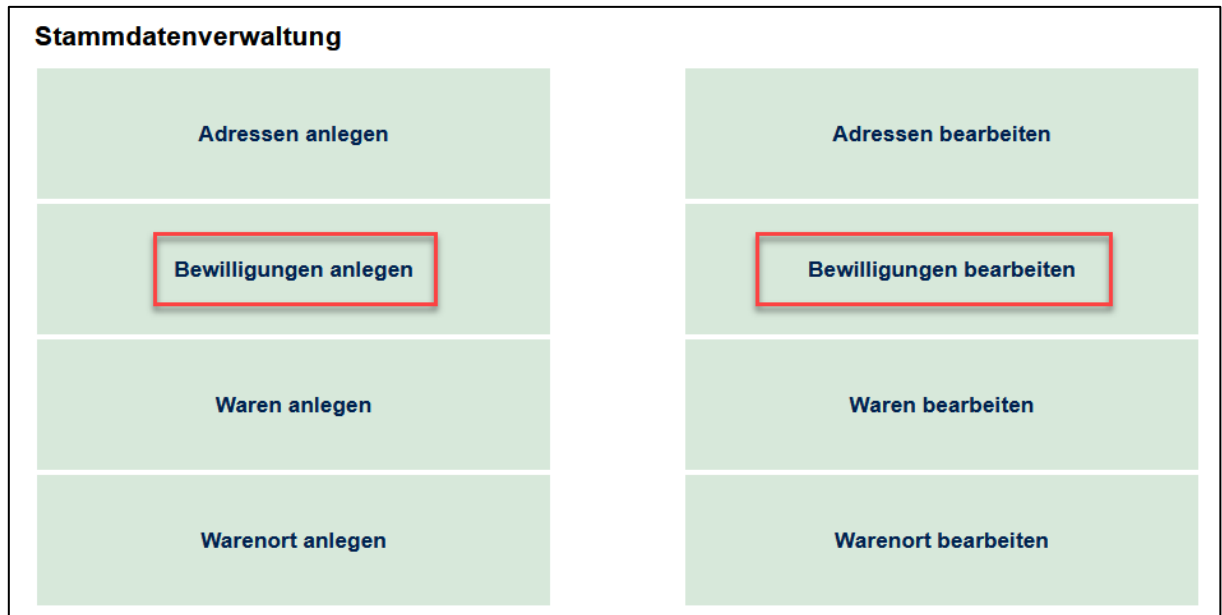 Stammdatenverwaltung
Adressen anlegen
Adressen bearbeiten
Bewilligungen anlegen
Bewilligungen bearbeiten
Waren anlegen
Waren bearbeiten
Warenort anlegen
Warenort bearbeiten